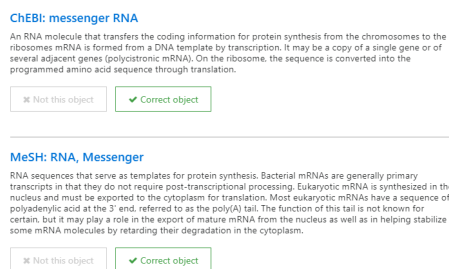 ChEBI: messenger RNA
An RNA molecule that transfers the coding information for protein synthesis from the chromosomes to the
ribosomes mRNA is formed from a DNA template by transcription. It may be a copy of a single gene or of
several adjacent genes (polycistronic mRNA). On the ribosome, the sequence is converted into the
programmed amino acid sequence through translation.
✖ Not this object
✔ Correct object
MeSH: RNA, Messenger
RNA sequences that serve as templates for protein synthesis. Bacterial mRNAs are generally primary
transcripts in that they do not require post-transcriptional processing. Eukaryotic mRNA is synthesized in the
nucleus and must be exported to the cytoplasm for translation. Most eukaryotic mRNAs have a sequence of
polyadenylic acid at the 3' end, referred to as the poly(A) tail. The function of this tail is not known for
certain, but it may play a role in the export of mature mRNA from the nucleus as well as in helping stabilize
some mRNA molecules by retarding their degradation in the cytoplasm.
✖ Not this object
✔ Correct object